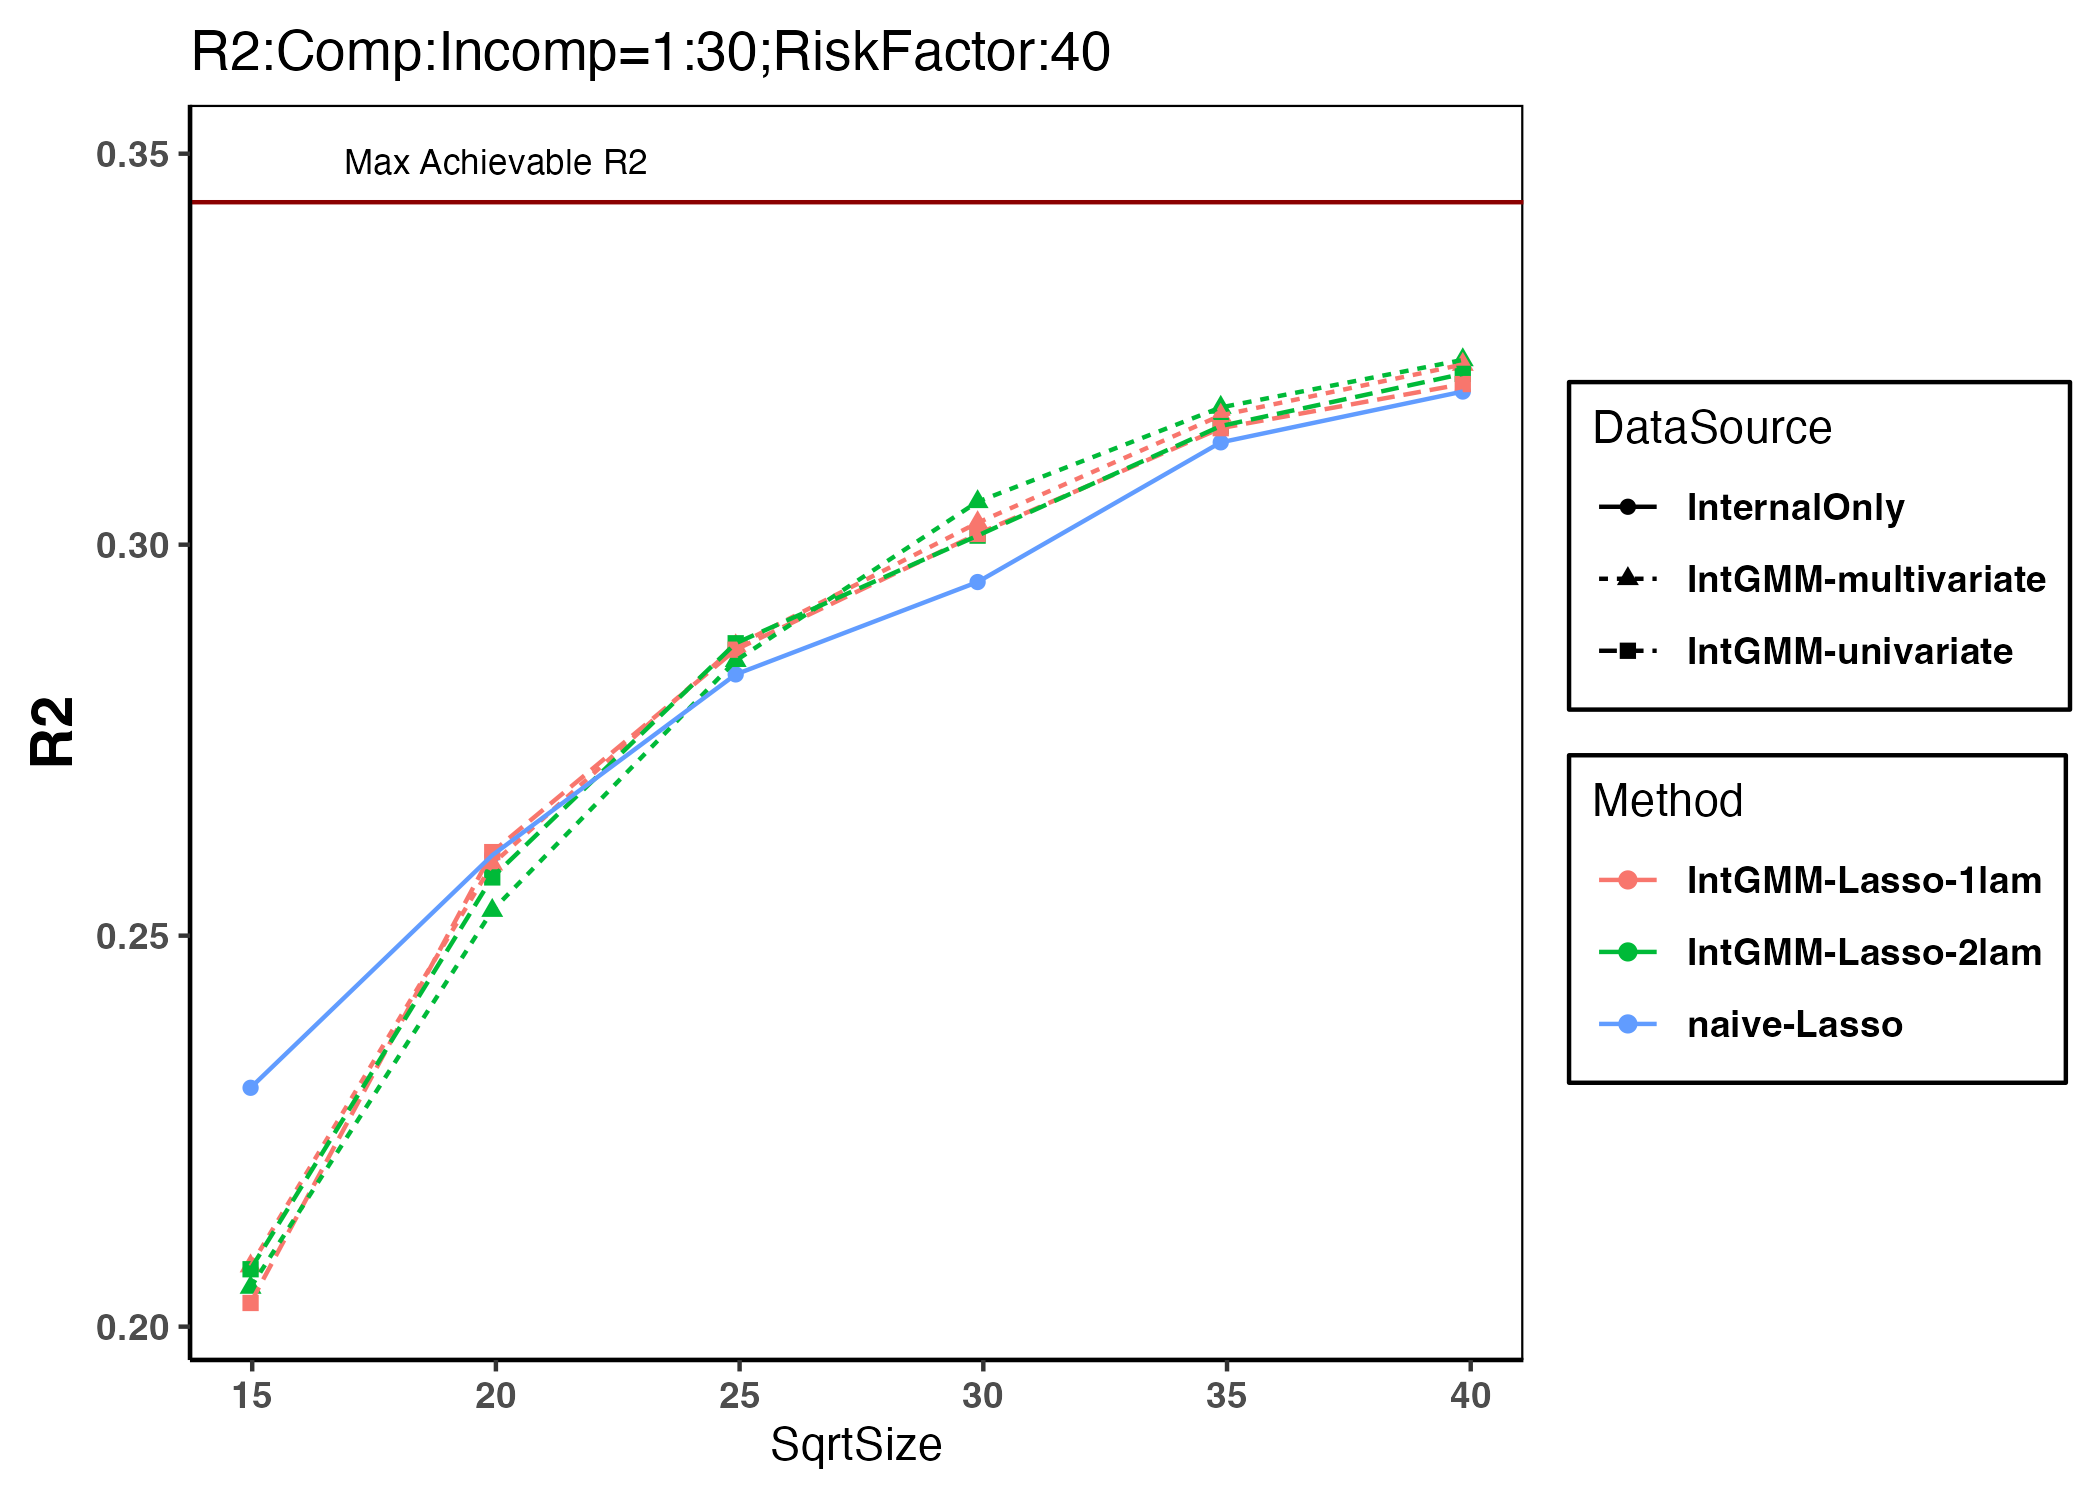 R2:Comp:Incomp=1:30;RiskFactor:40
0.35
Max Achievable R2
0.30
0.25
0.20
R2
15 20 25 30 35 40
SqrtSize
DataSource
InternalOnly
IntGMM-multivariate
IntGMM-univariate
Method
IntGMM-Lasso-1lam
IntGMM-Lasso-2lam
naive-Lasso